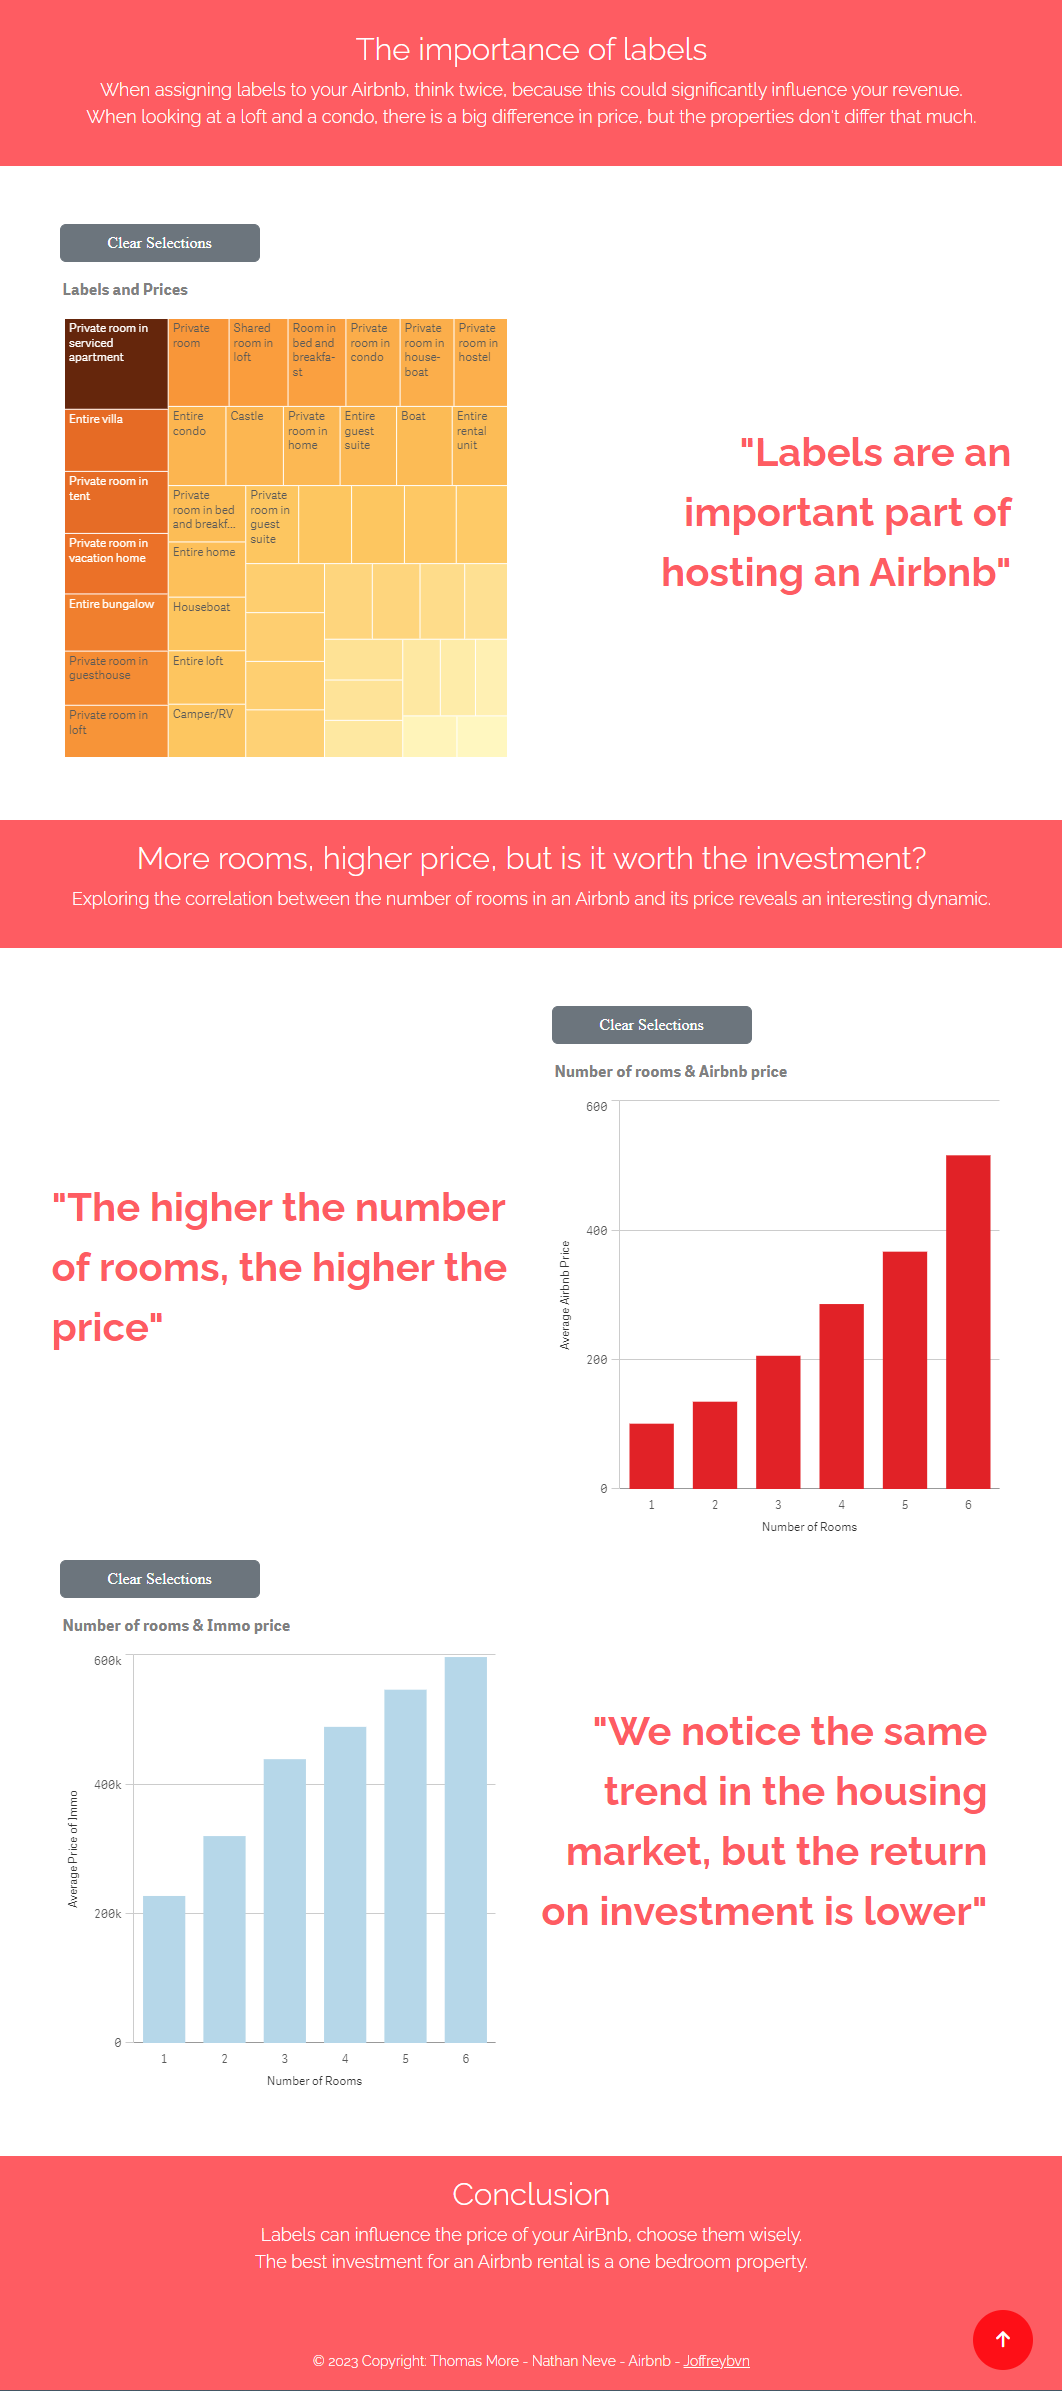 The importance of labels
When assigning labels to your Airbnb, think twice, because this could significantly influence your revenue.
When looking at a loft and a condo, there is a big difference in price, but the properties don't differ that much.
Clear Selections
Labels and Prices
Private room in
serviced
apartment
Entire villa
Private room in
tent
Private room in
vacation home
Entire bungalow
Private room in
guesthouse
Private room in
loft
Private
room
Shared
room in
loft
Room in
bed and
breakfa-
st
Private
room in
condo
Private
room in
house-
boat
Private
room in
hostel
Entire
condo
Castle
Private
room in
home
Entire
guest
suite
Boat
Entire
rental
unit
Private
room in bed
and breakf...
Private
room in
guest
suite
Entire home
Houseboat
Entire loft
Camper/RV
"Labels are an
important part of
hosting an Airbnb"
More rooms, higher price, but is it worth the investment?
Exploring the correlation between the number of rooms in an Airbnb and its price reveals an interesting dynamic.
"The higher the number
of rooms, the higher the
price"
Clear Selections
Number of rooms & Airbnb price
Average Airbnb Price
600
400
200
0
1 2 3 4 5 6
Number of Rooms
Clear Selections
Number of rooms & Immo price
Average Price of Immo
600k
400k
200k
0
1 2 3 4 5 6
Number of Rooms
"We notice the same
trend in the housing
market, but the return
on investment is lower"
Conclusion
Labels can influence the price of your AirBnb, choose them wisely.
The best investment for an Airbnb rental is a one bedroom property.
© 2023 Copyright: Thomas More - Nathan Neve - Airbnb - Joffreybvn